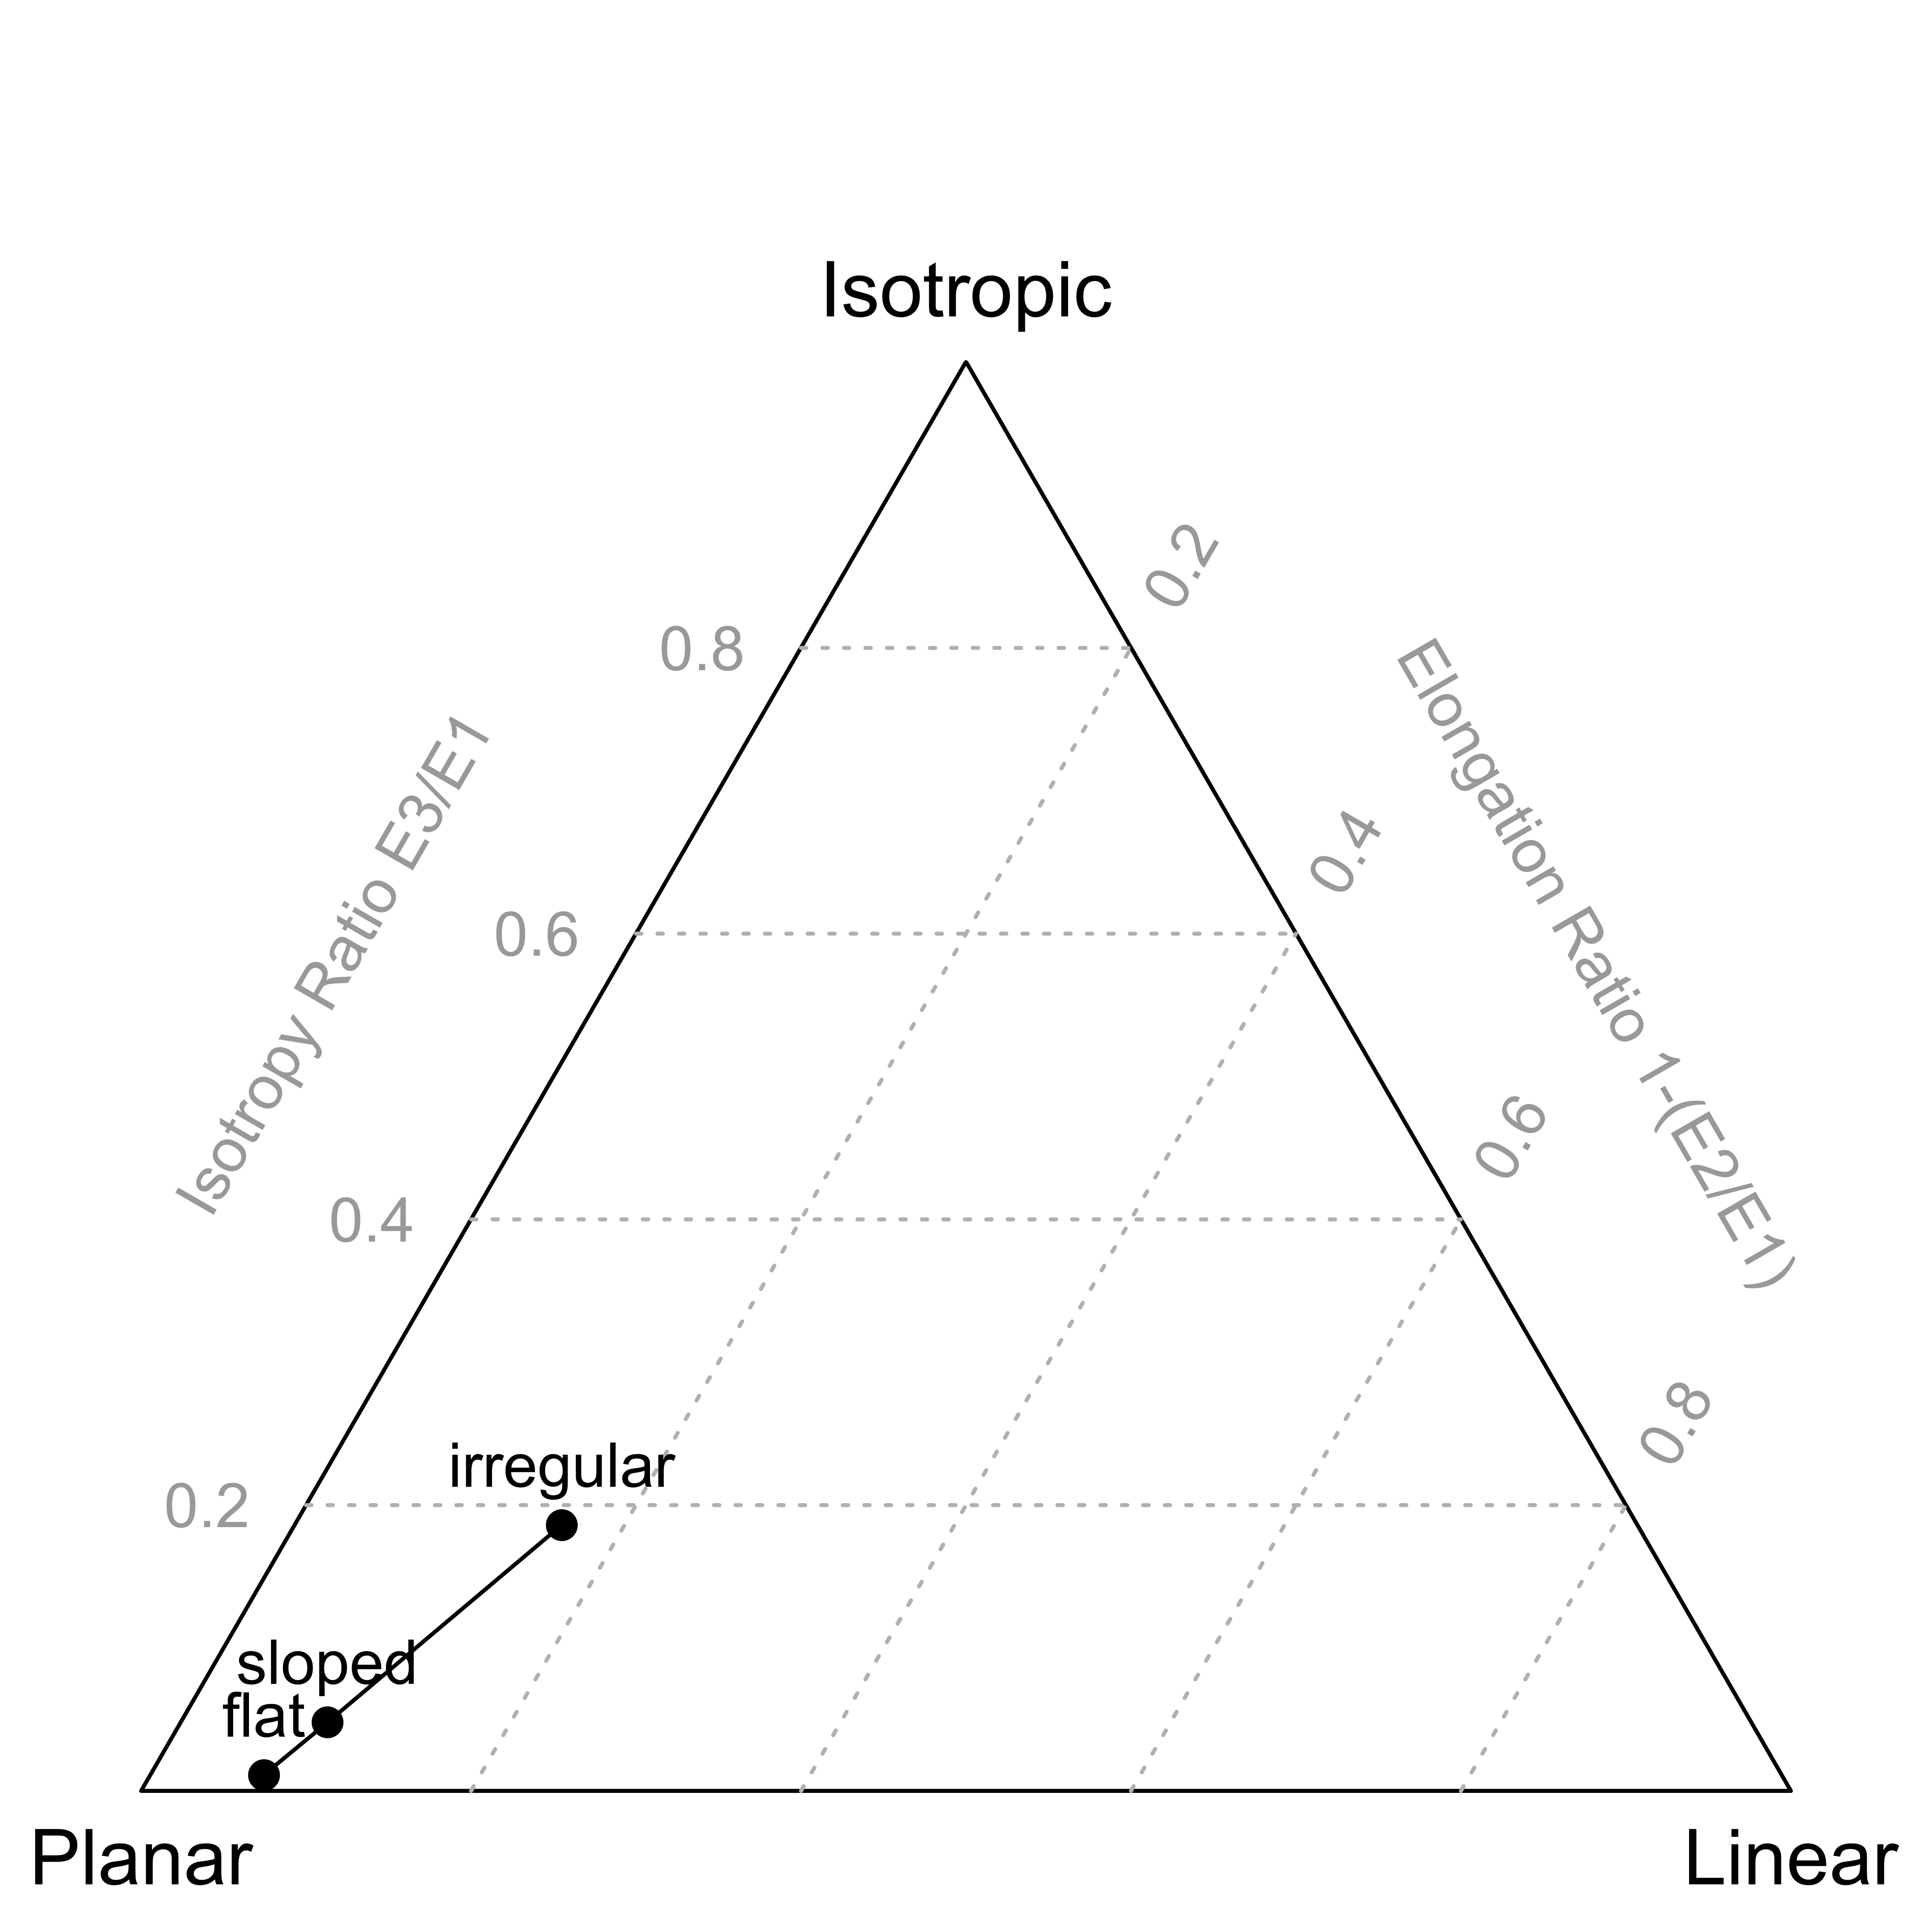 Isotropic
0.2
0.8
Elongation Ratio 1-(E2/E1)
Isotropy Ratio E3/E1
0.4
0.6
0.6
0.4
0.8
irregular
0.2
sloped
flat
Planar
Linear